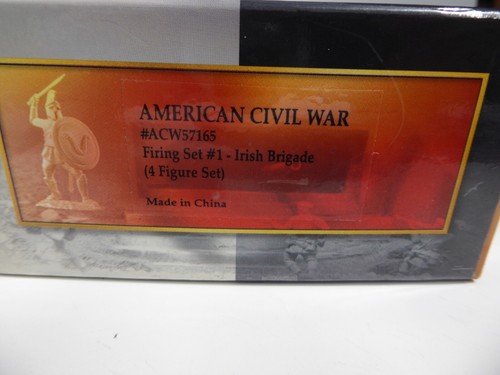 AMERICAN CIVIL WAR
#ACW57165
Firing Set #1 - Irish Brigade
(4 Figure Set)
Made in China